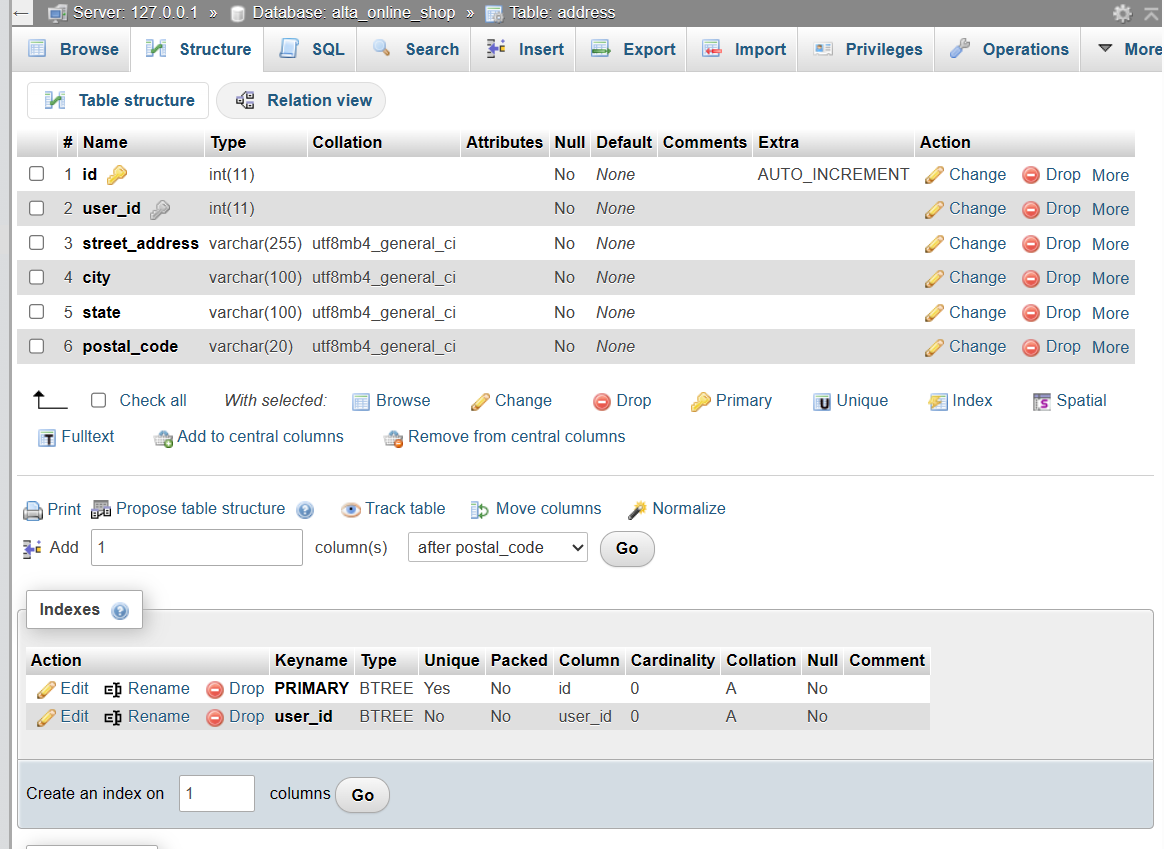 Server: 127.0.0.1 » Database: alta_online_shop » Table: address
Browse Structure SQL Search Insert Export Import Privileges Operations More
Table structure Relation view
# Name Type Collation Attributes Null Default Comments Extra Action
1 id int(11) No None AUTO_INCREMENT Change Drop More
2 user_id int(11) No None Change Drop More
3 street_address varchar(255) utf8mb4_general_ci No None Change Drop More
4 city varchar(100) utf8mb4_general_ci No None Change Drop More
5 state varchar(100) utf8mb4_general_ci No None Change Drop More
6 postal_code varchar(20) utf8mb4_general_ci No None Change Drop More
Check all With selected: Browse Change Drop Primary Unique Index Spatial
Fulltext Add to central columns Remove from central columns
Print Propose table structure Track table Move columns Normalize
Add 1 column(s) after postal_code Go
Indexes
Action Keyname Type Unique Packed Column Cardinality Collation Null Comment
Edit Rename Drop PRIMARY BTREE Yes No id 0 A No
Edit Rename Drop user_id BTREE No No user_id 0 A No
Create an index on 1 columns Go